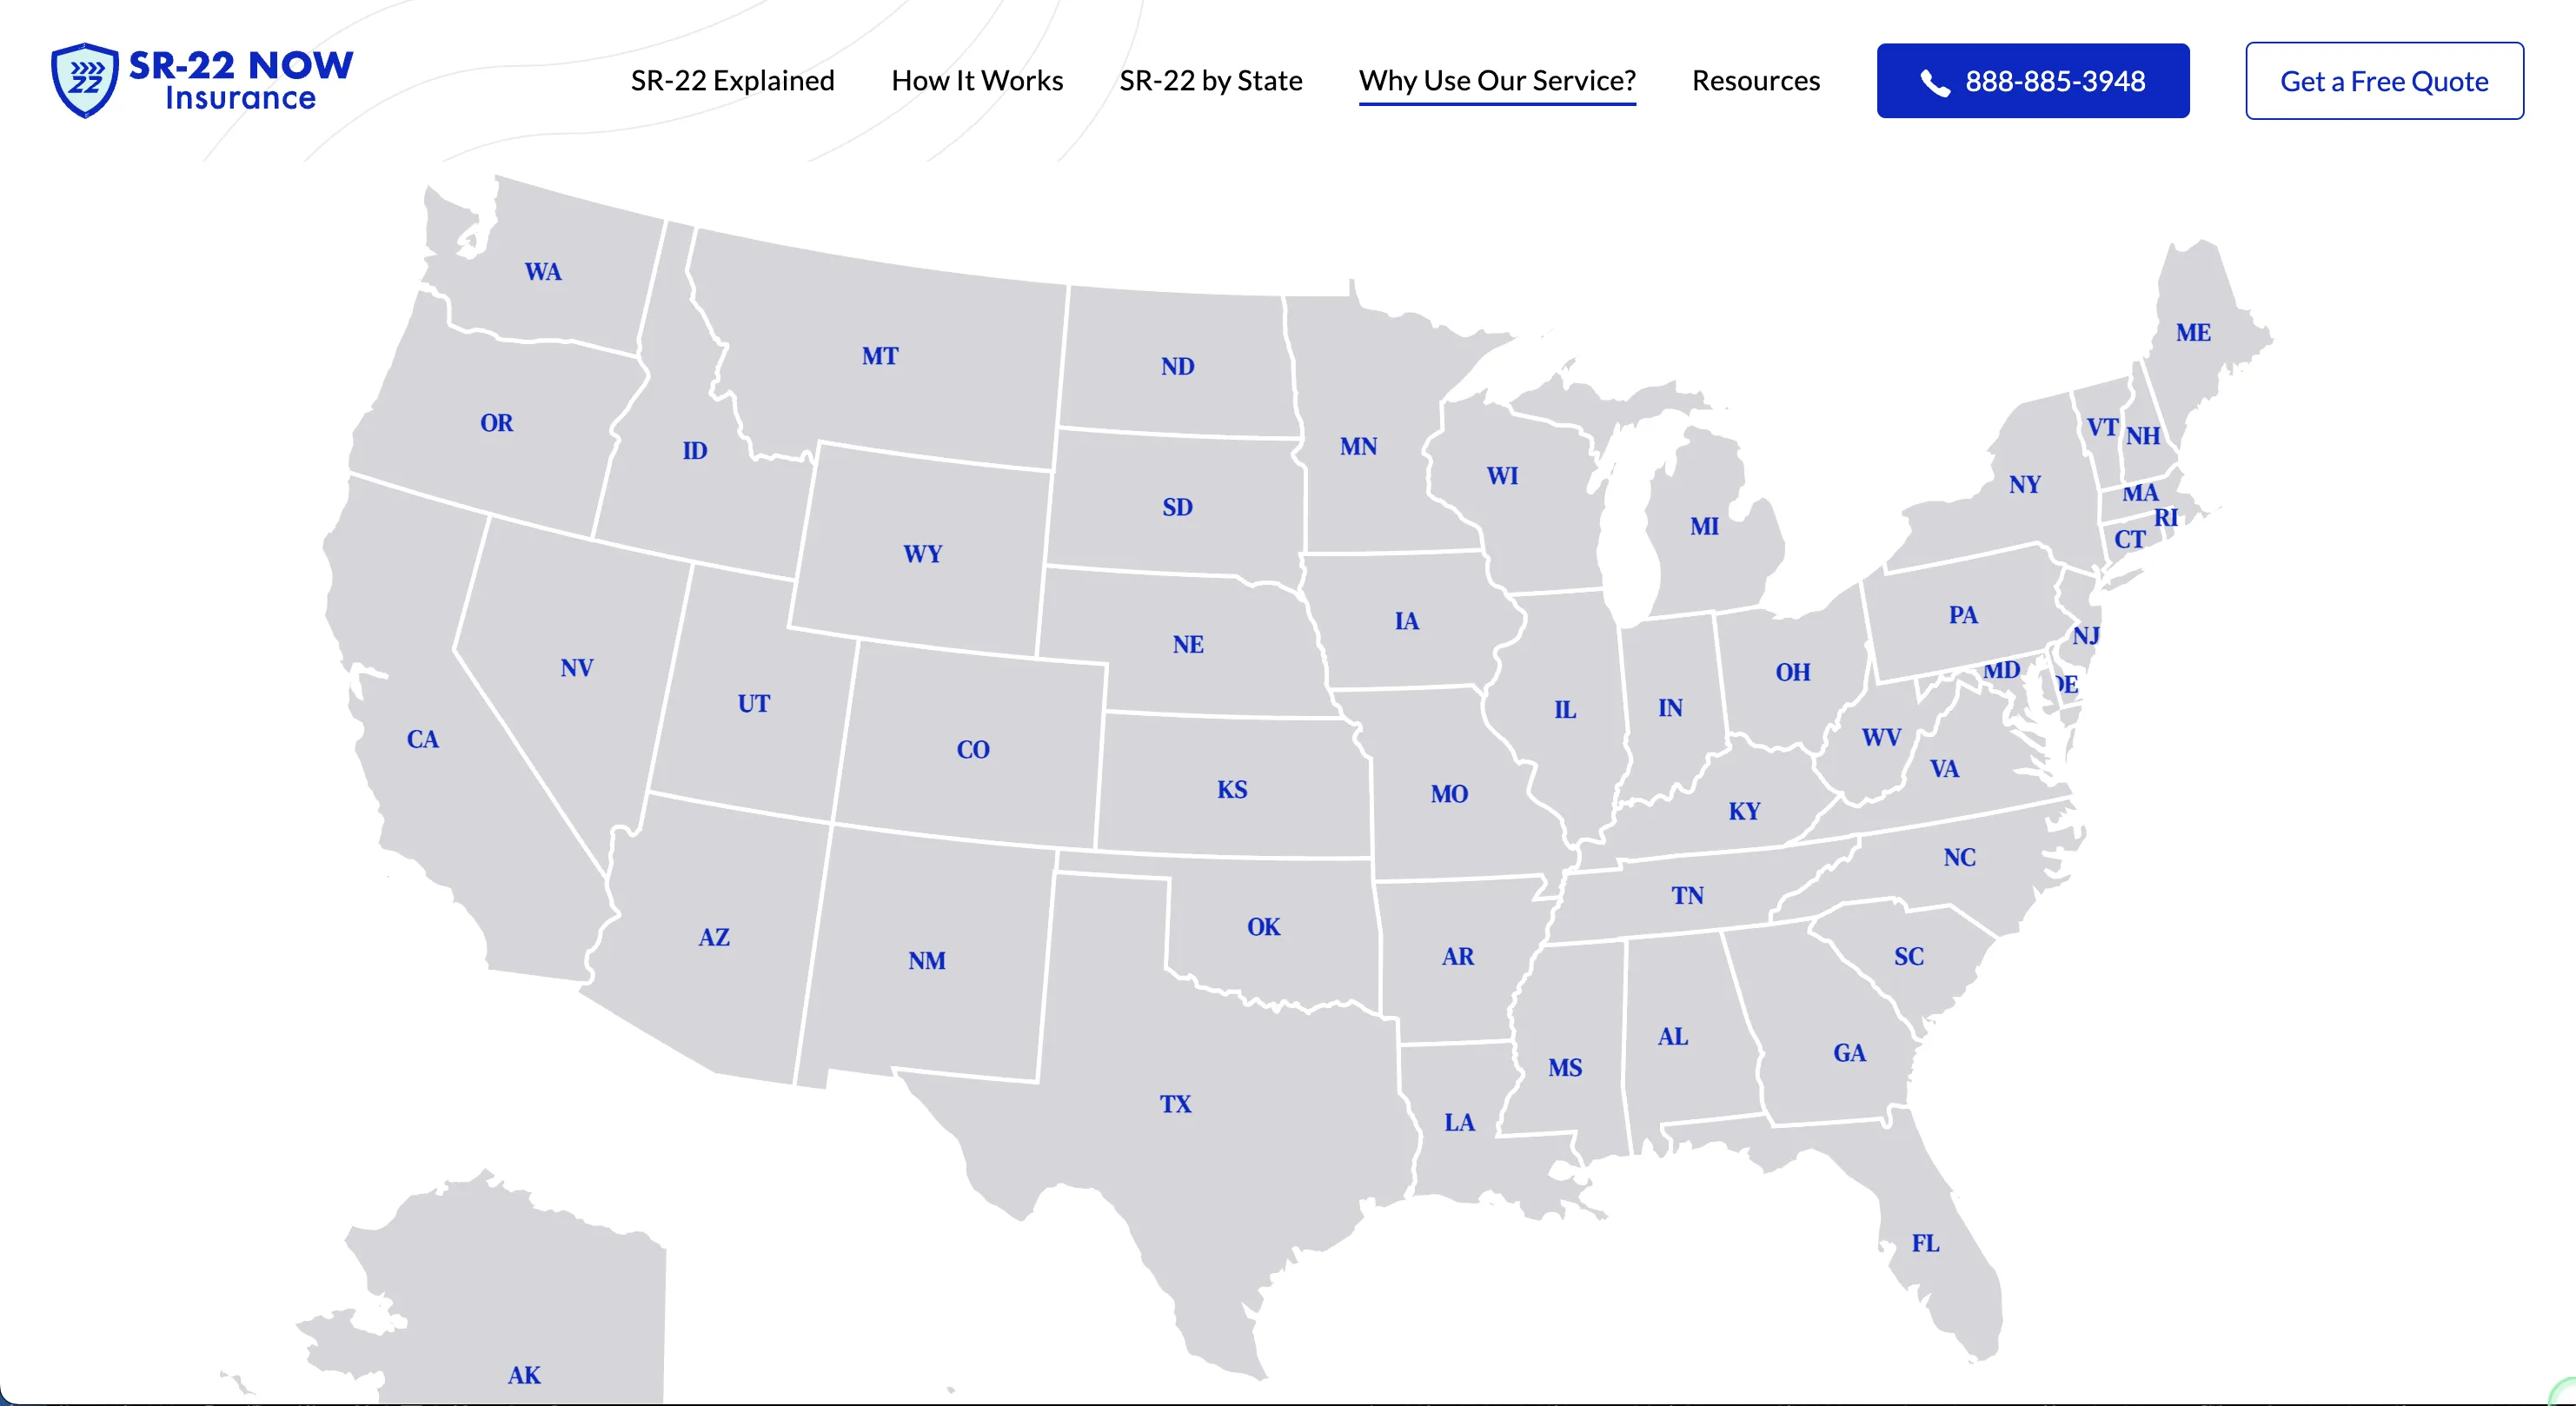 22
SR-22 NOW
Insurance
SR-22 Explained
How It Works
SR-22 by State
Why Use Our Service?
Resources
888-885-3948
Get a Free Quote
WA
ME
MT
ND
OR
VT
NH
MN
ID
WI
NY
MA
SD
RI
MI
CT
WY
PA
IA
NJ
NE
NV
MD
OH
DE
UT
IN
IL
WV
CA
CO
VA
KS
MO
KY
NC
TN
OK
AZ
AR
SC
NM
AL
GA
MS
TX
LA
FL
AK